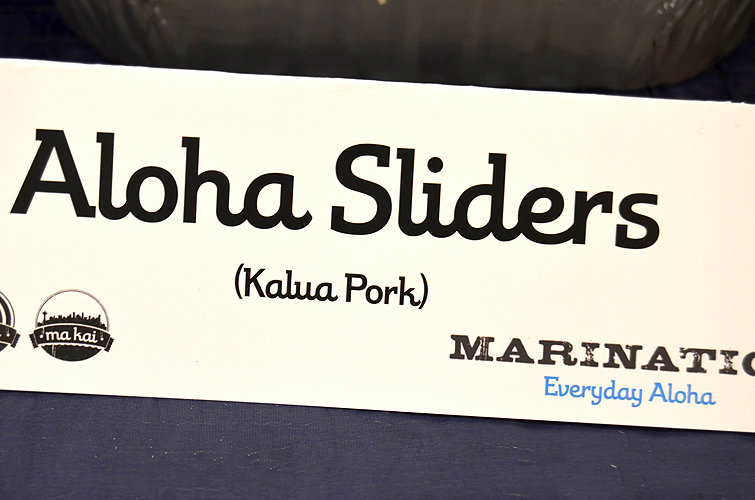 Aloha Sliders
(Kalua Pork)
ma kai
MARINATIO
Everyday Aloha